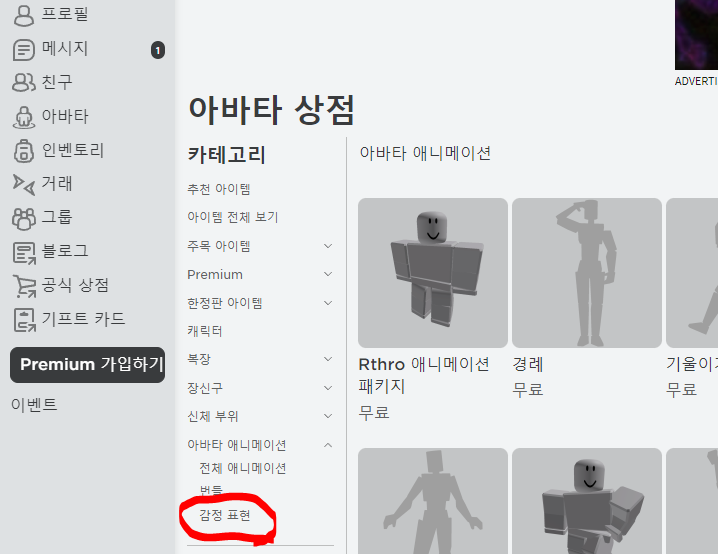 프로필
메시지
1
친구
아바타
인벤토리
거래
그룹
블로그
공식 상점
기프트 카드
Premium 가입하기
이벤트
ADVERTI
아바타 상점
카테고리
추천 아이템
아이템 전체 보기
주목 아이템
Premium
한정판 아이템
캐릭터
복장
장신구
신체 부위
아바타 애니메이션
전체 애니메이션
번들
감정 표현
아바타 애니메이션
Rthro 애니메이션
패키지
무료
경례
무료
기울이기
무료